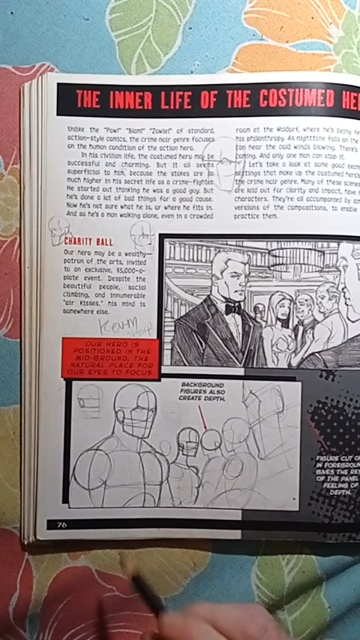 THE INNER LIFE OF THE COSTUMED HE
Unlike the "Pow!" "Blam!" "Zowie!" of standard,
action-style comics, the crime noir genre focuses
on the human condition of the action hero.
In his civilian life, the costumed hero may be
successful and charming. But it all seems
superficial to him, because the stakes are so
much higher in his secret life as a crime-fighter.
He started out thinking he was a good guy. But
he's done a lot of bad things for a good cause.
Now he's not sure what he is, or where he fits in.
And so he's a man walking alone, even in a crowded
room at the Waldorf, where he's being fe
his philanthropy. As nighttime falls on the
can hear the cold winds blowing. There's
coming. And only one man can stop it.
Let's take a look at some good exam
settings that make up the costumed hero's
the crime noir genre. Many of these scenes
are laid out for clarity and impact, have
characters. They're all accompanied by sim
versions of the compositions, to enable
practice them.
CHARITY BALL
Our hero may be a wealthy
patron of the arts, invited
to an exclusive, $5,000-a-
plate event. Despite the
beautiful people, social
climbing, and innumerable
"air kisses," his mind is
somewhere else.
Kevin
OUR HERO IS
POSITIONED IN THE
MID-GROUND, THE
NATURAL PLACE FOR
OUR EYES TO FOCUS.
BACKGROUND
FIGURES ALSO
CREATE DEPTH.
FIGURE CUT O
IN FOREGROUND
GIVES THE RES
OF THE PANEL
FEELING OF
DEPTH.
76